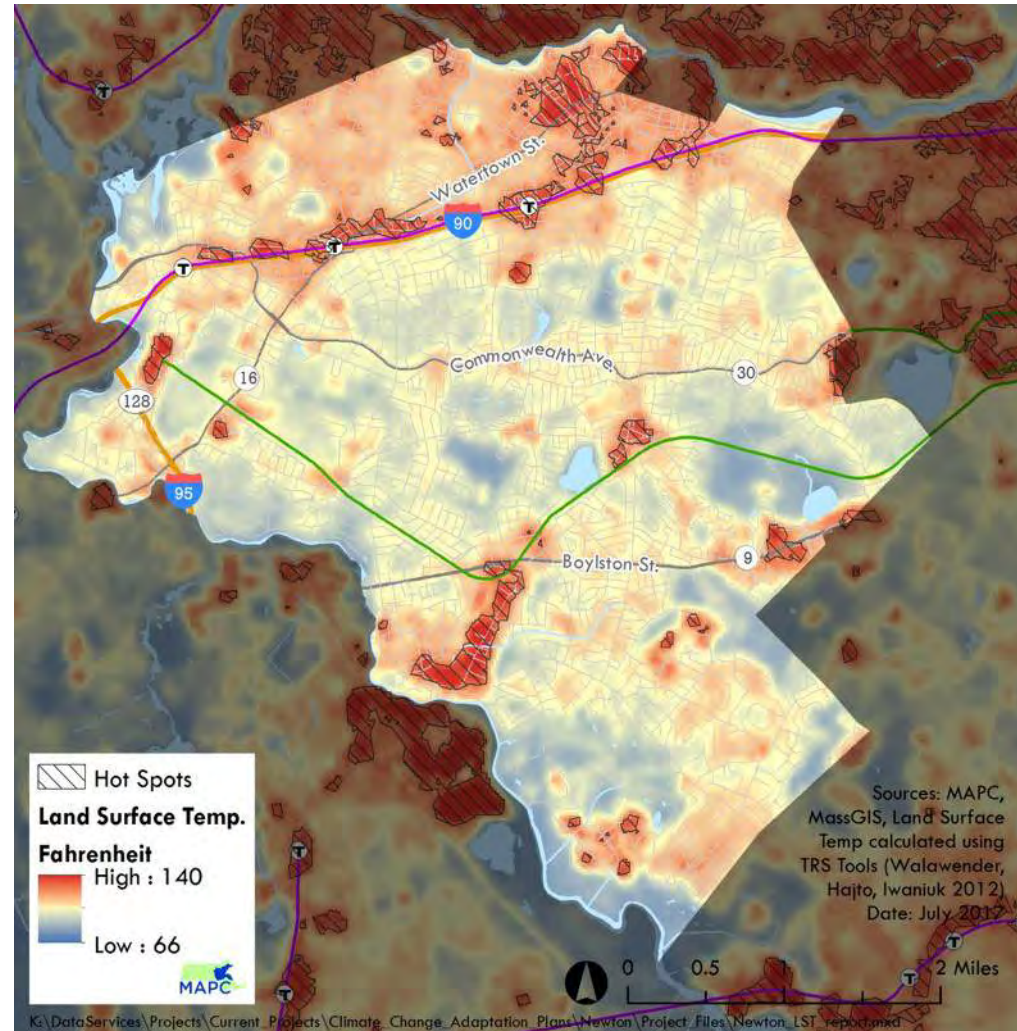 Watertown St.
90
Commonwealth Ave.
16
30
128
95
9
Boylston St.
T
T
T
T
T
T
T
T
Hot Spots
Land Surface Temp.
Fahrenheit
High : 140
Low : 66
MAPC
Sources: MAPC,
MassGIS, Land Surface
Temp calculated using
TRS Tools (Walawender,
Hajto, Iwaniuk 2012)
Date: July 2017
0 0.5 1 2 Miles
K:\DataServices\Projects\Current_Projects\Climate_Change_Adaptation_Plans\Newton\Project_Files\Newton_LST_report.mxd